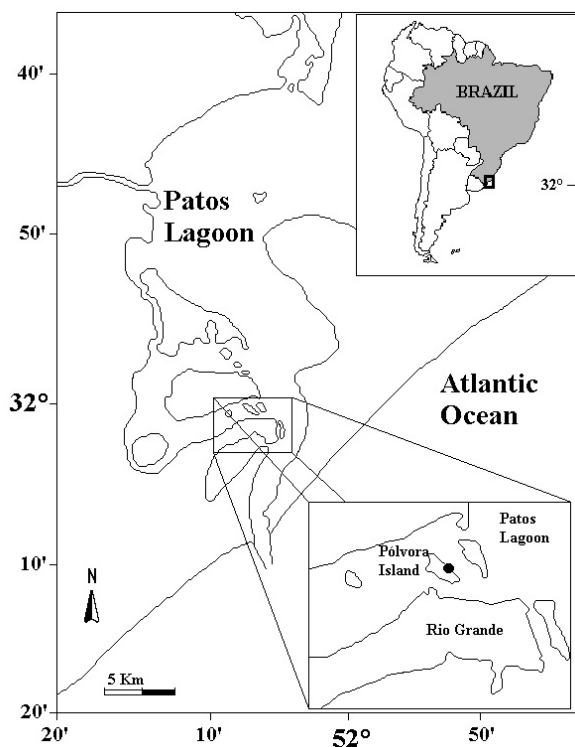 40'
BRAZIL
32°
Patos
Lagoon
50'
Atlantic
Ocean
32°
Patos
Lagoon
Pólvora
Island
10'
N
Rio Grande
5 Km
20'
20'
10'
52°
50'